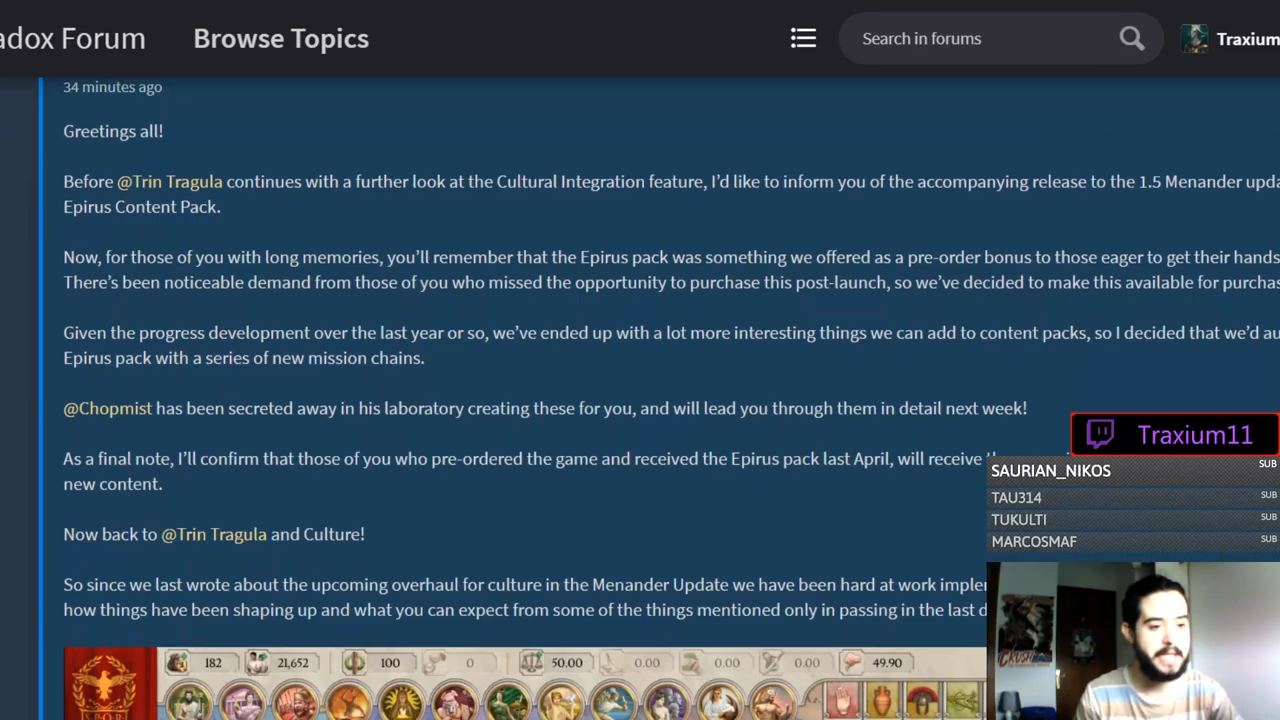 adox Forum Browse Topics Search in forums Traxium
34 minutes ago
Greetings all!
Before @Trin Tragula continues with a further look at the Cultural Integration feature, I'd like to inform you of the accompanying release to the 1.5 Menander upda
Epirus Content Pack.
Now, for those of you with long memories, you'll remember that the Epirus pack was something we offered as a pre-order bonus to those eager to get their hands
There's been noticeable demand from those of you who missed the opportunity to purchase this post-launch, so we've decided to make this available for purchas
Given the progress development over the last year or so, we've ended up with a lot more interesting things we can add to content packs, so I decided that we'd au
Epirus pack with a series of new mission chains.
@Chopmist has been secreted away in his laboratory creating these for you, and will lead you through them in detail next week!
Traxium11
As a final note, I'll confirm that those of you who pre-ordered the game and received the Epirus pack last April, will receive
new content.
SAURIAN_NIKOS SUB
TAU314 SUB
TUKULTI SUB
MARCOSMAF SUB
Now back to @Trin Tragula and Culture!
So since we last wrote about the upcoming overhaul for culture in the Menander Update we have been hard at work implem
how things have been shaping up and what you can expect from some of the things mentioned only in passing in the last d
182 21,652 100 0 50.00 0.00 0.00 0.00 49.90
SPQR